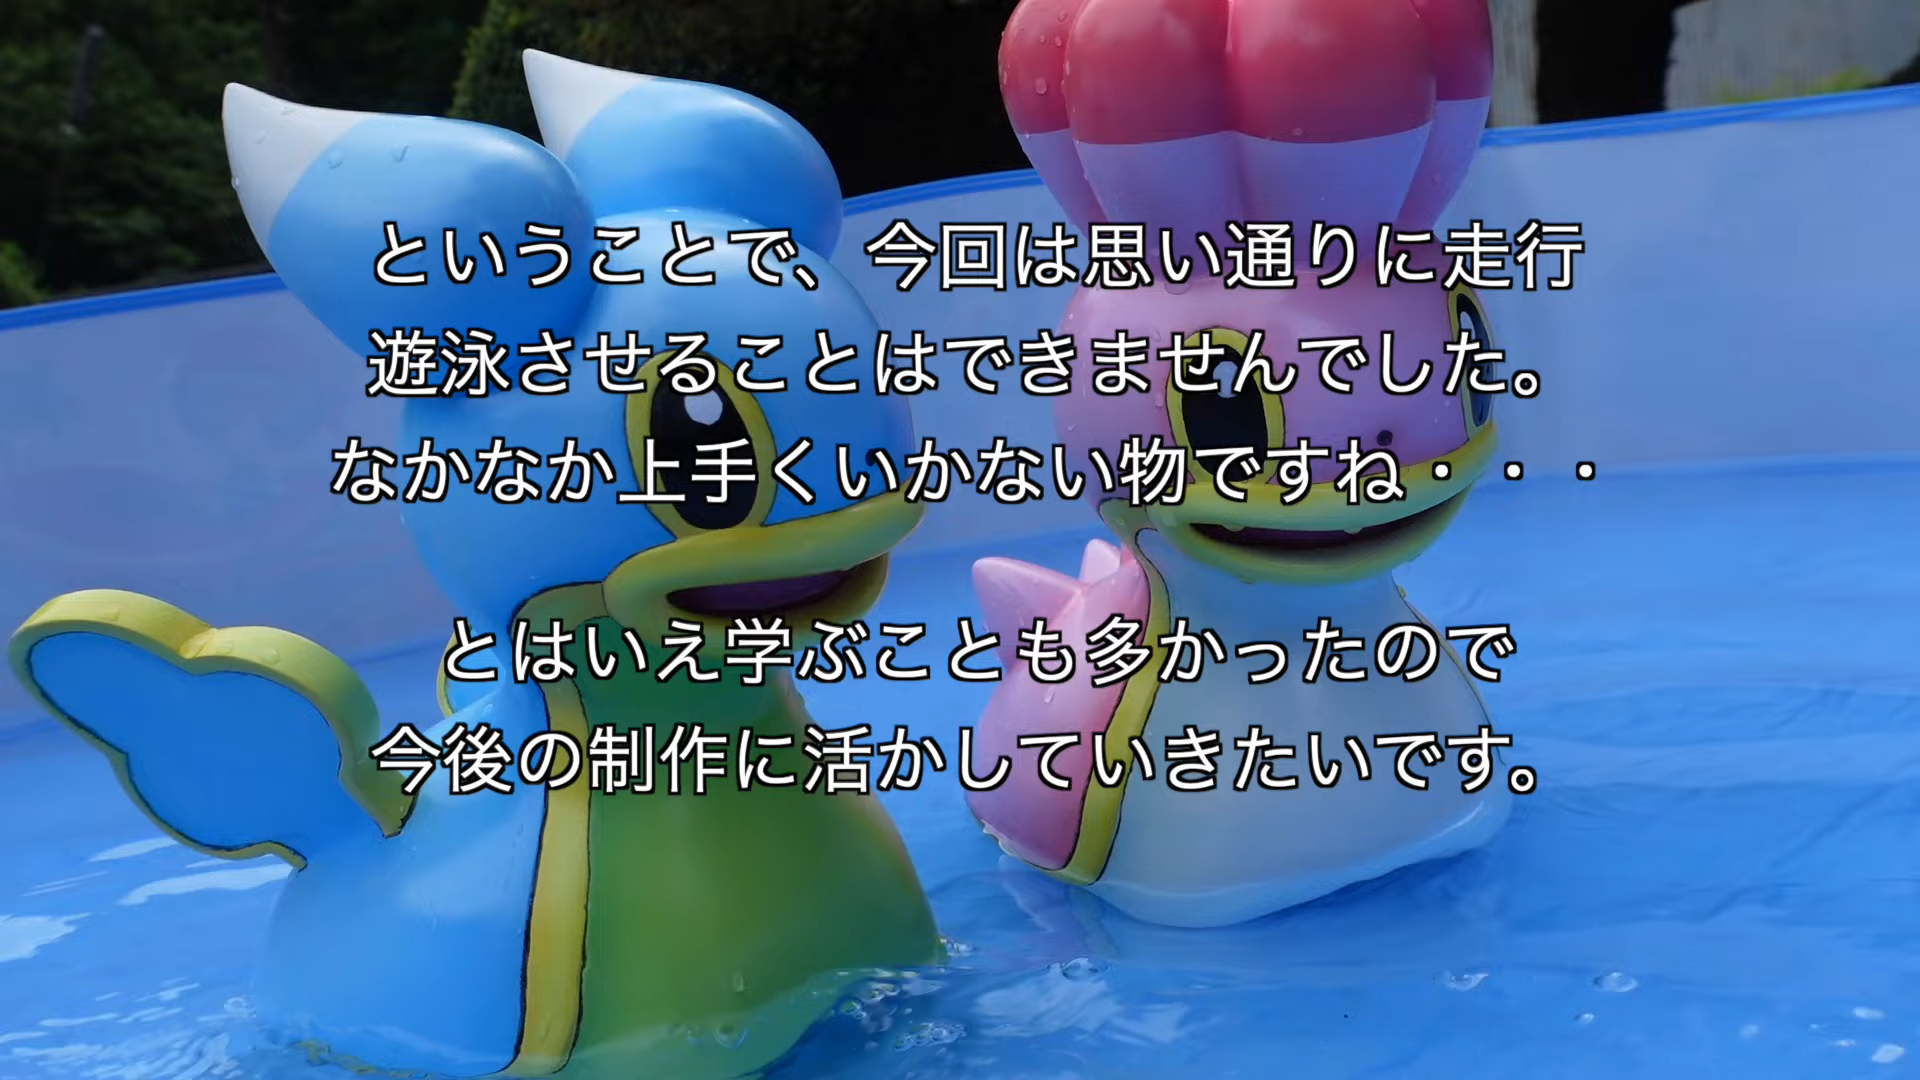 ということで、今回は思い通りに走行
遊泳させることはできませんでした。
なかなか上手くいかない物ですね・・・
とはいえ学ぶことも多かったので
今後の制作に活かしていきたいです。